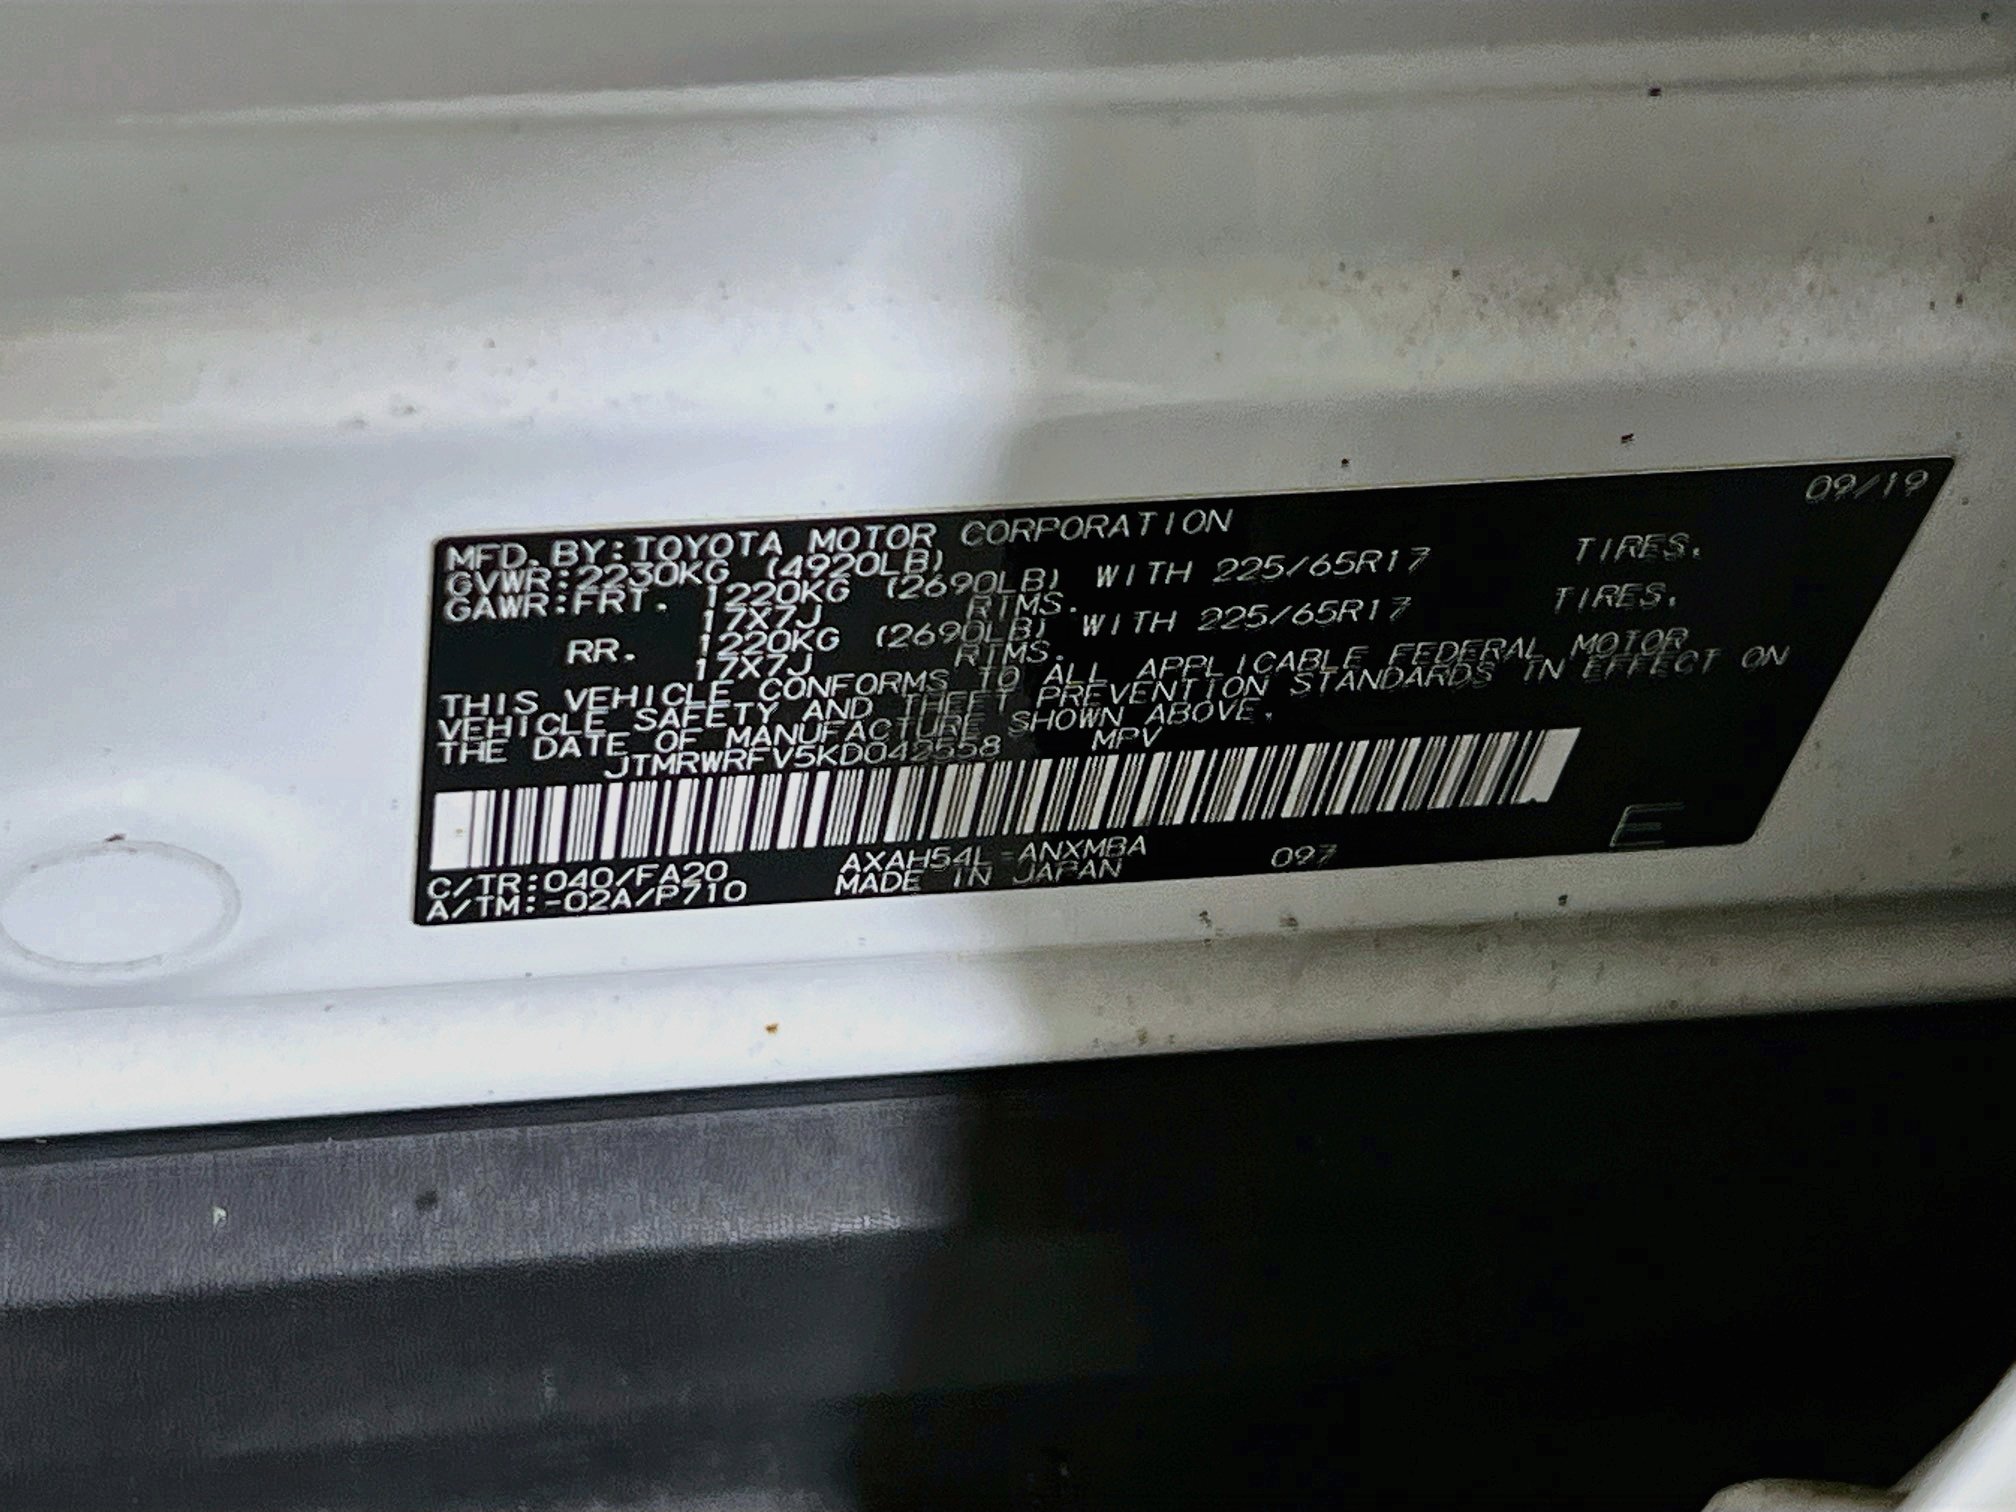 09/19
MFD. BY: TOYOTA MOTOR CORPORATION
GVWR: 2230KG (4920LB)
GAWR: FRT. 1220KG (2690LB) WITH 225/65R17 TIRES.
17X7J RIMS.
RR. 1220KG (2690LB) WITH 225/65R17 TIRES.
17X7J RIMS.
THIS VEHICLE CONFORMS TO ALL APPLICABLE FEDERAL MOTOR
VEHICLE SAFETY AND THEFT PREVENTION STANDARDS IN EFFECT ON
THE DATE OF MANUFACTURE SHOWN ABOVE.
JTMRWRFV5KD042558 MPV
C/TR:040/FA20 AXAH54L-ANXMBA 097 E
A/TM:-02A/P710 MADE IN JAPAN